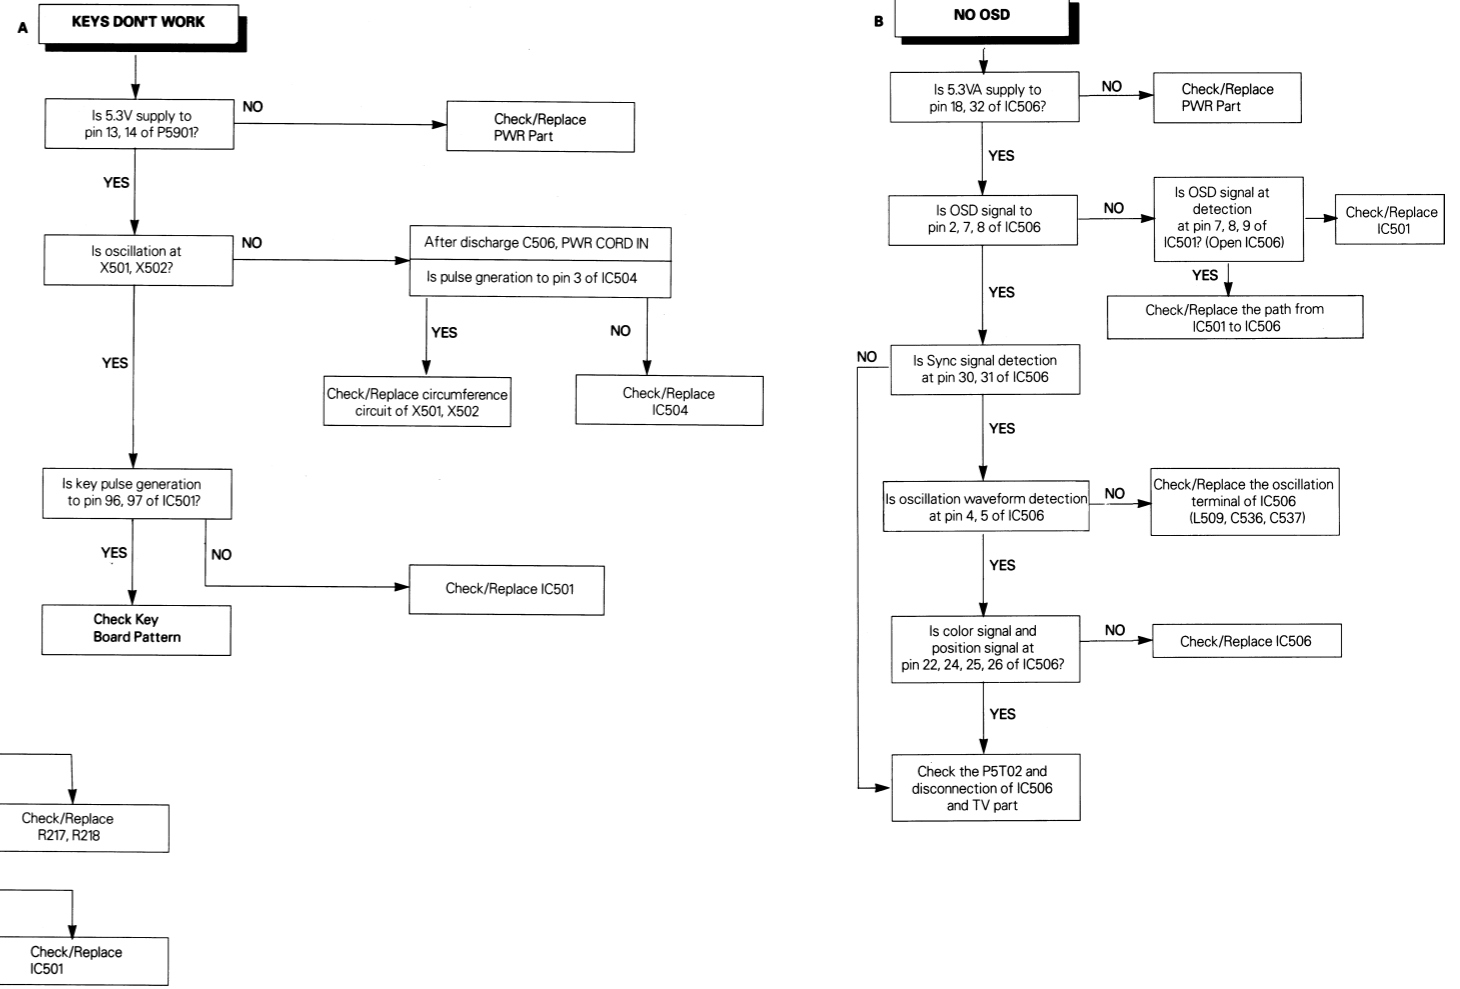 A
KEYS DON'T WORK
Is 5.3V supply to
pin 13, 14 of P5901?
NO
Check/Replace
PWR Part
YES
Is oscillation at
X501, X502?
NO
After discharge C506, PWR CORD IN
Is pulse gneration to pin 3 of IC504
YES
NO
Check/Replace circumference
circuit of X501, X502
Check/Replace
IC504
YES
Is key pulse generation
to pin 96, 97 of IC501?
YES
NO
Check/Replace IC501
Check Key
Board Pattern
Check/Replace
R217, R218
Check/Replace
IC501
B
NO OSD
Is 5.3VA supply to
pin 18, 32 of IC506?
NO
Check/Replace
PWR Part
YES
Is OSD signal to
pin 2, 7, 8 of IC506
NO
Is OSD signal at
detection
at pin 7, 8, 9 of
IC501? (Open IC506)
Check/Replace
IC501
YES
Check/Replace the path from
IC501 to IC506
YES
NO
Is Sync signal detection
at pin 30, 31 of IC506
YES
Is oscillation waveform detection
at pin 4, 5 of IC506
NO
Check/Replace the oscillation
terminal of IC506
(L509, C536, C537)
YES
Is color signal and
position signal at
pin 22, 24, 25, 26 of IC506?
NO
Check/Replace IC506
YES
Check the P5T02 and
disconnection of IC506
and TV part